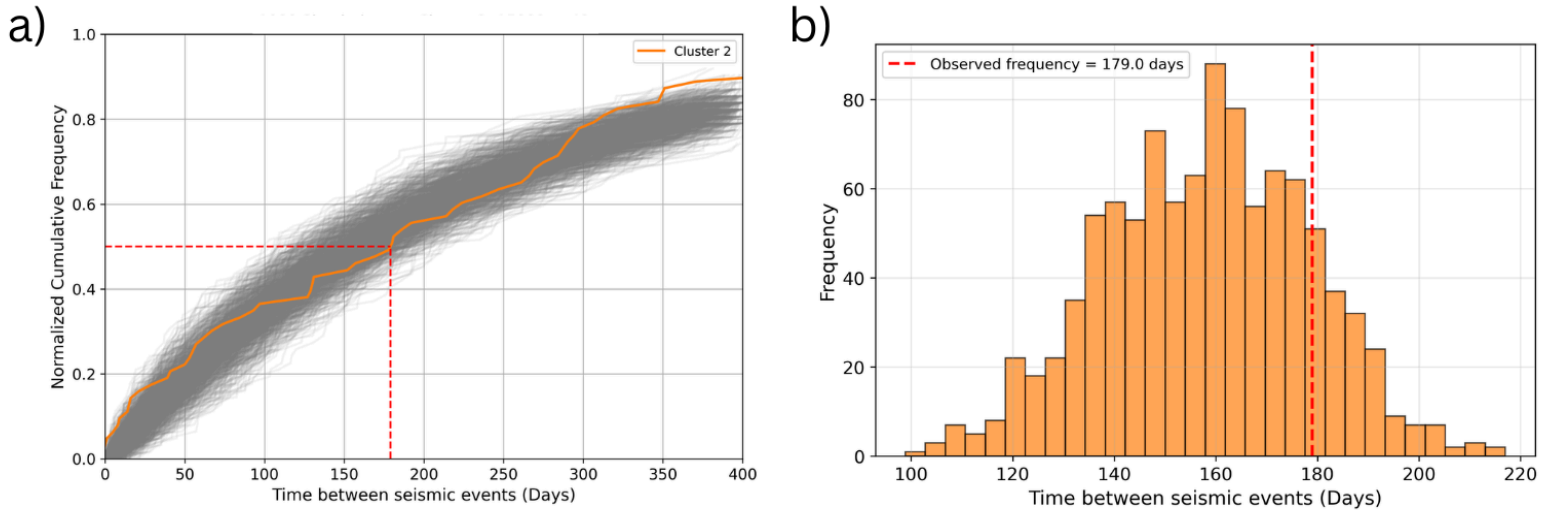 a)
b)
1.0
0.8
0.6
0.4
0.2
0.0
Normalized Cumulative Frequency
Cluster 2
0 50 100 150 200 250 300 350 400
Time between seismic events (Days)
Observed frequency = 179.0 days
80
60
40
20
0
Frequency
100 120 140 160 180 200 220
Time between seismic events (Days)